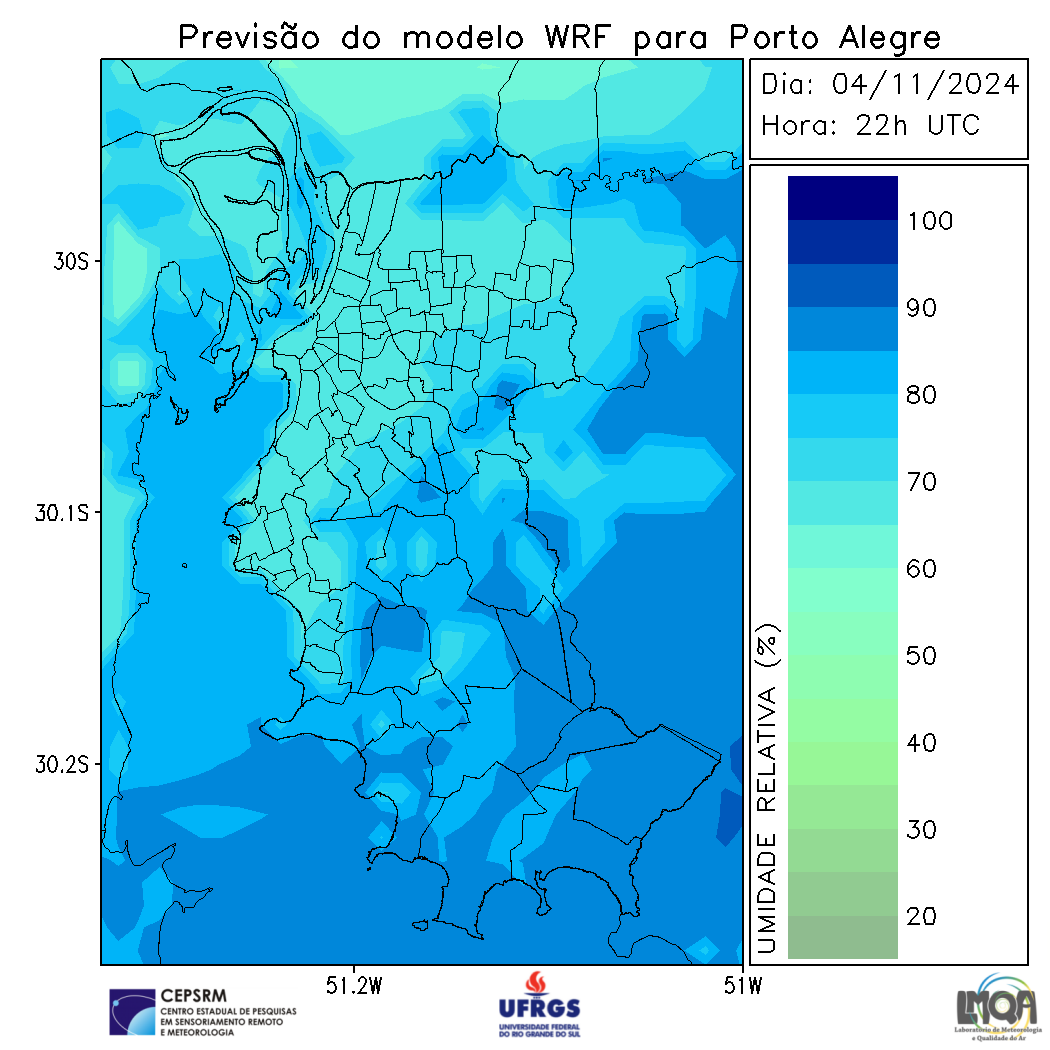 Previsão do modelo WRF para Porto Alegre
Dia: 04/11/2024
Hora: 22h UTC
30S
30.1S
30.2S
51.2W
51W
UMIDADE RELATIVA (%)
100
90
80
70
60
50
40
30
20
CEPSRM
CENTRO ESTADUAL DE PESQUISAS
EM SENSORIAMENTO REMOTO
E METEOROLOGIA
UFRGS
UNIVERSIDADE FEDERAL
DO RIO GRANDE DO SUL
LMQA
Laboratório de Meteorologia
e Qualidade do Ar